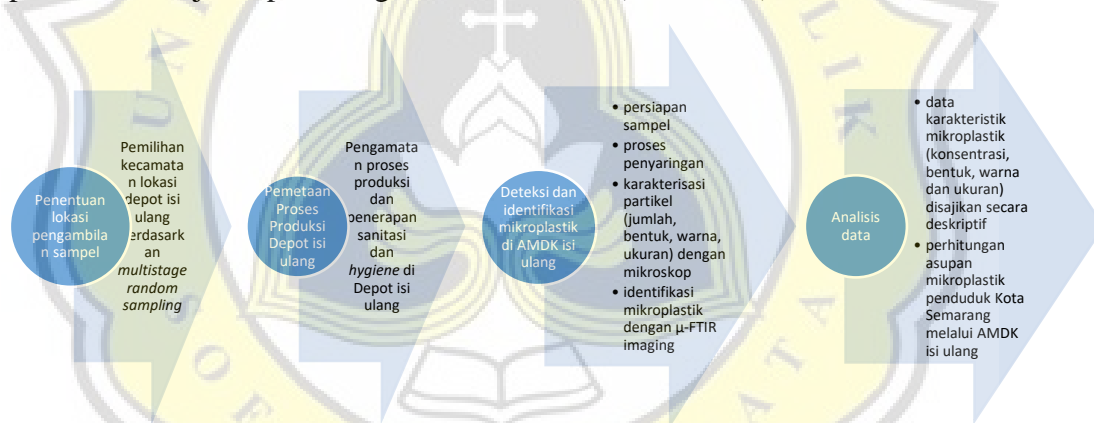 Penentuan
lokasi
pengambila
n sampel
Pemilihan
kecamata
n lokasi
depot isi
ulang
berdasark
an
multistage
random
sampling
Pemetaan
Proses
Produksi
Depot isi
ulang
Pengamata
n proses
produksi
dan
penerapan
sanitasi
dan
hygiene di
Depot isi
ulang
Deteksi dan
identifikasi
mikroplastik
di AMDK isi
ulang
• persiapan
sampel
• proses
penyaringan
• karakterisasi
partikel
(jumlah,
bentuk, warna,
ukuran) dengan
mikroskop
• identifikasi
mikroplastik
dengan μ-FTIR
imaging
Analisis
data
• data
karakteristik
mikroplastik
(konsentrasi,
bentuk, warna
dan ukuran)
disajikan secara
deskriptif
• perhitungan
asupan
mikroplastik
penduduk Kota
Semarang
melalui AMDK
isi ulang